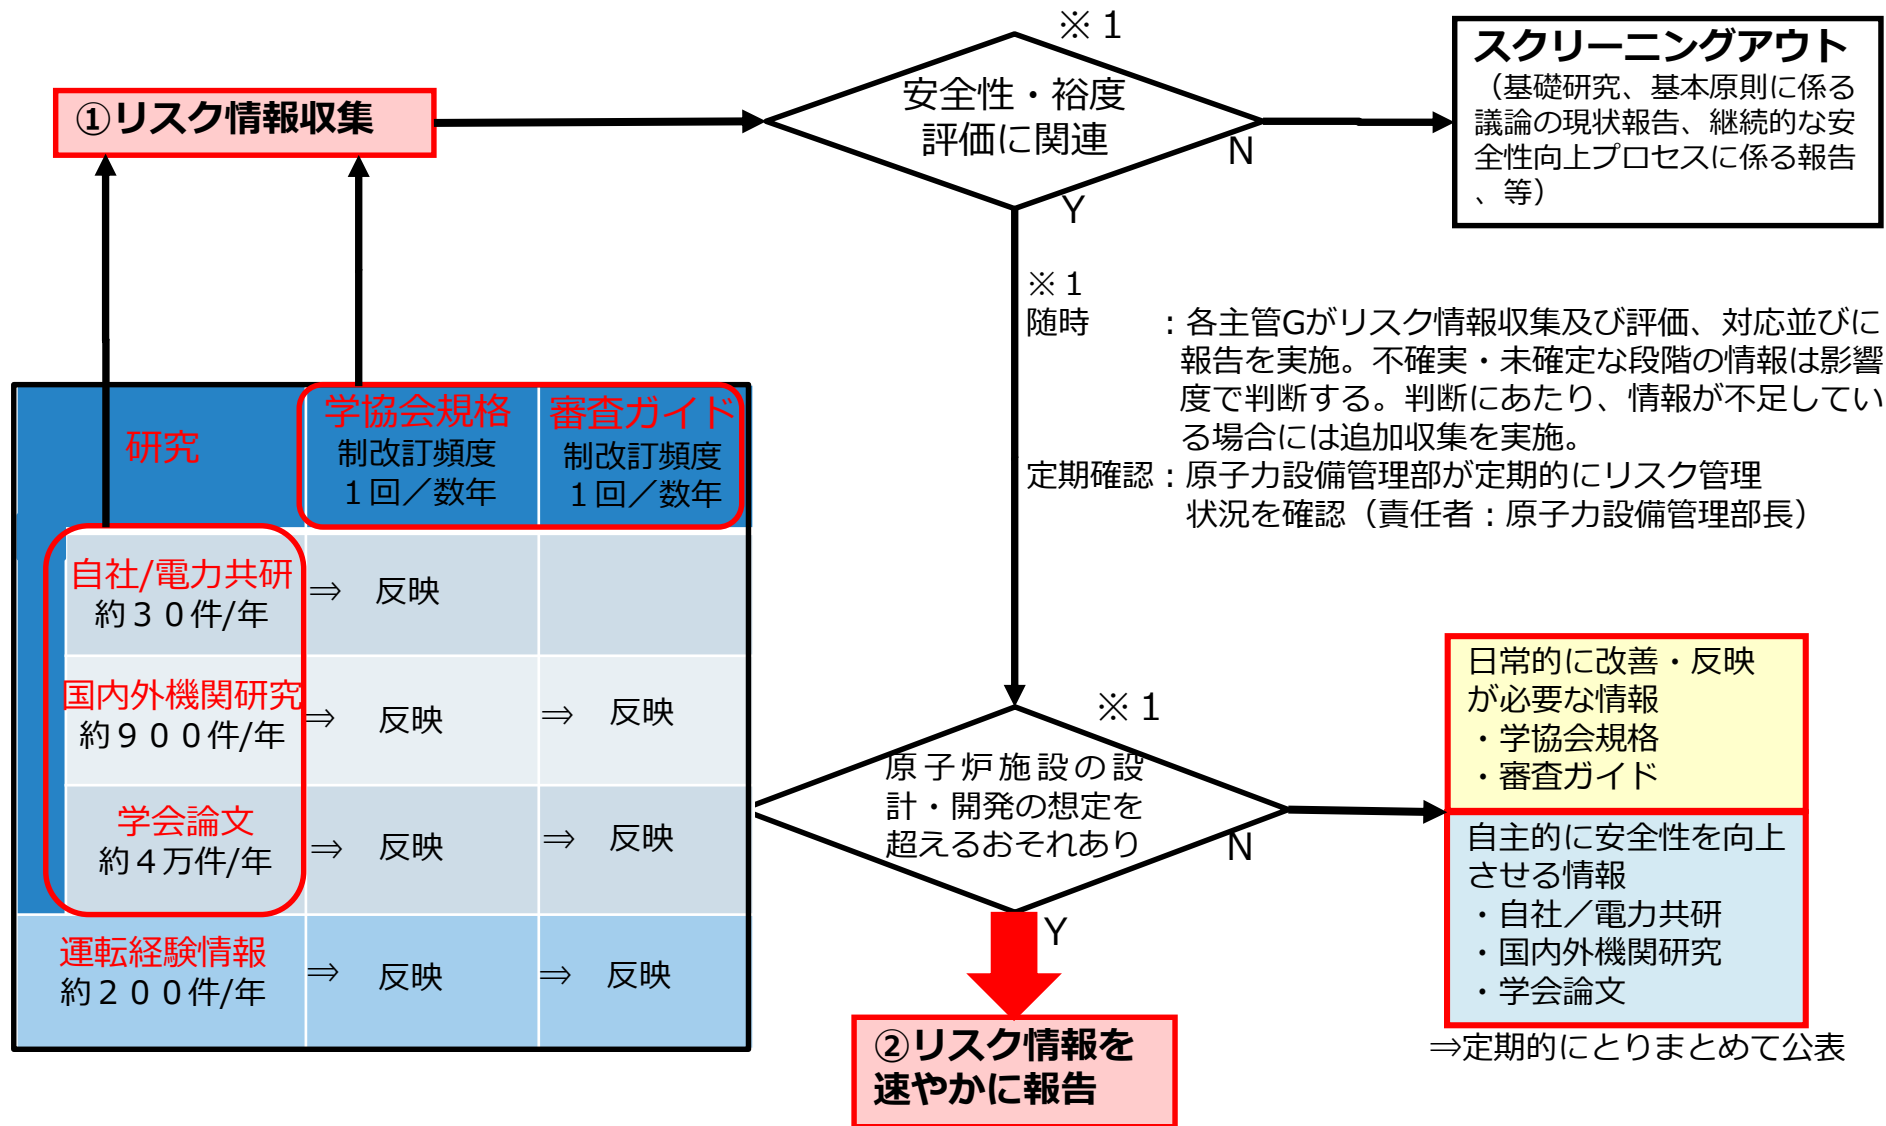 ※１
①リスク情報収集
安全性・裕度
評価に関連
N
Y
スクリーニングアウト
（基礎研究、基本原則に係る
議論の現状報告、継続的な安
全性向上プロセスに係る報告
、等）
※１
随時　　：各主管Gがリスク情報収集及び評価、対応並びに
報告を実施。不確実・未確定な段階の情報は影響
度で判断する。判断にあたり、情報が不足してい
る場合には追加収集を実施。
定期確認：原子力設備管理部が定期的にリスク管理
状況を確認（責任者：原子力設備管理部長）
研究
学協会規格
制改訂頻度
１回／数年
審査ガイド
制改訂頻度
１回／数年
自社/電力共研
約３０件/年
⇒　反映
国内外機関研究
約９００件/年
⇒　反映
⇒　反映
学会論文
約４万件/年
⇒　反映
⇒　反映
運転経験情報
約２００件/年
⇒　反映
⇒　反映
※１
原子炉施設の設
計・開発の想定を
超えるおそれあり
N
Y
②リスク情報を
速やかに報告
日常的に改善・反映
が必要な情報
・学協会規格
・審査ガイド
自主的に安全性を向上
させる情報
・自社／電力共研
・国内外機関研究
・学会論文
⇒定期的にとりまとめて公表